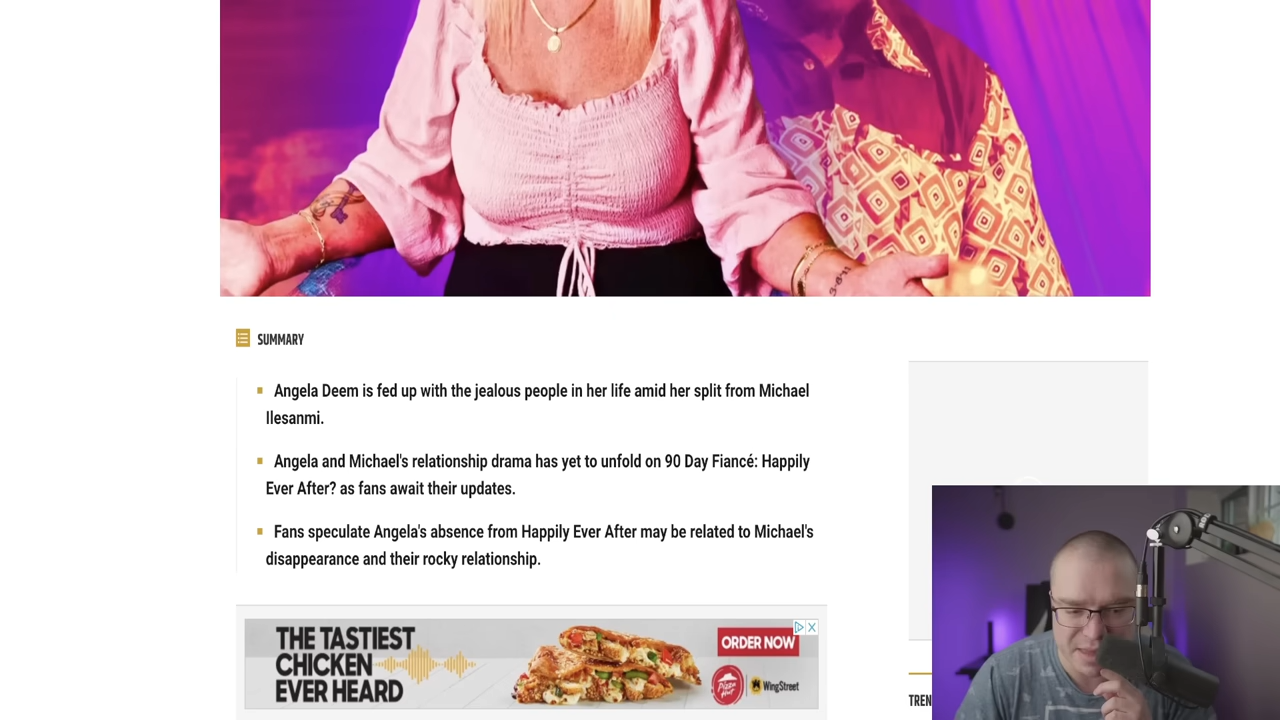 SUMMARY
Angela Deem is fed up with the jealous people in her life amid her split from Michael
Ilesanmi.
Angela and Michael's relationship drama has yet to unfold on 90 Day Fiancé: Happily
Ever After? as fans await their updates.
Fans speculate Angela's absence from Happily Ever After may be related to Michael's
disappearance and their rocky relationship.
THE TASTIEST
CHICKEN
EVER HEARD
ORDER NOW
Pizza Hut
WingStreet
TREN